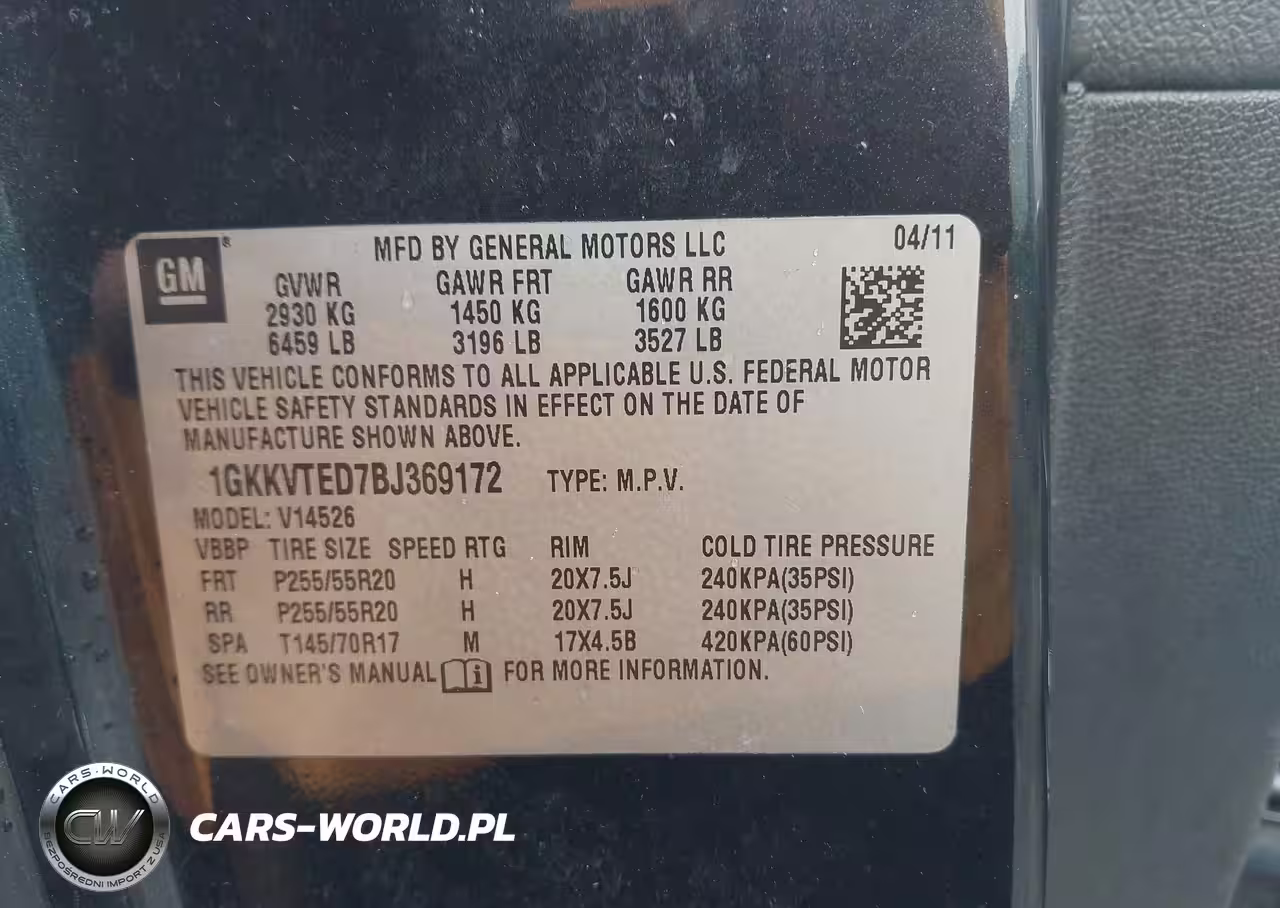 GM®
MFD BY GENERAL MOTORS LLC 04/11
GVWR GAWR FRT GAWR RR
2930 KG 1450 KG 1600 KG
6459 LB 3196 LB 3527 LB
THIS VEHICLE CONFORMS TO ALL APPLICABLE U.S. FEDERAL MOTOR
VEHICLE SAFETY STANDARDS IN EFFECT ON THE DATE OF
MANUFACTURE SHOWN ABOVE.
1GKKVTED7BJ369172 TYPE: M.P.V.
MODEL: V14526
VBBP TIRE SIZE SPEED RTG RIM COLD TIRE PRESSURE
FRT P255/55R20 H 20X7.5J 240KPA(35PSI)
RR P255/55R20 H 20X7.5J 240KPA(35PSI)
SPA T145/70R17 M 17X4.5B 420KPA(60PSI)
SEE OWNER'S MANUAL i FOR MORE INFORMATION.
CARS-WORLD
CW
BEZPOŚREDNI IMPORT Z USA
CARS-WORLD.PL